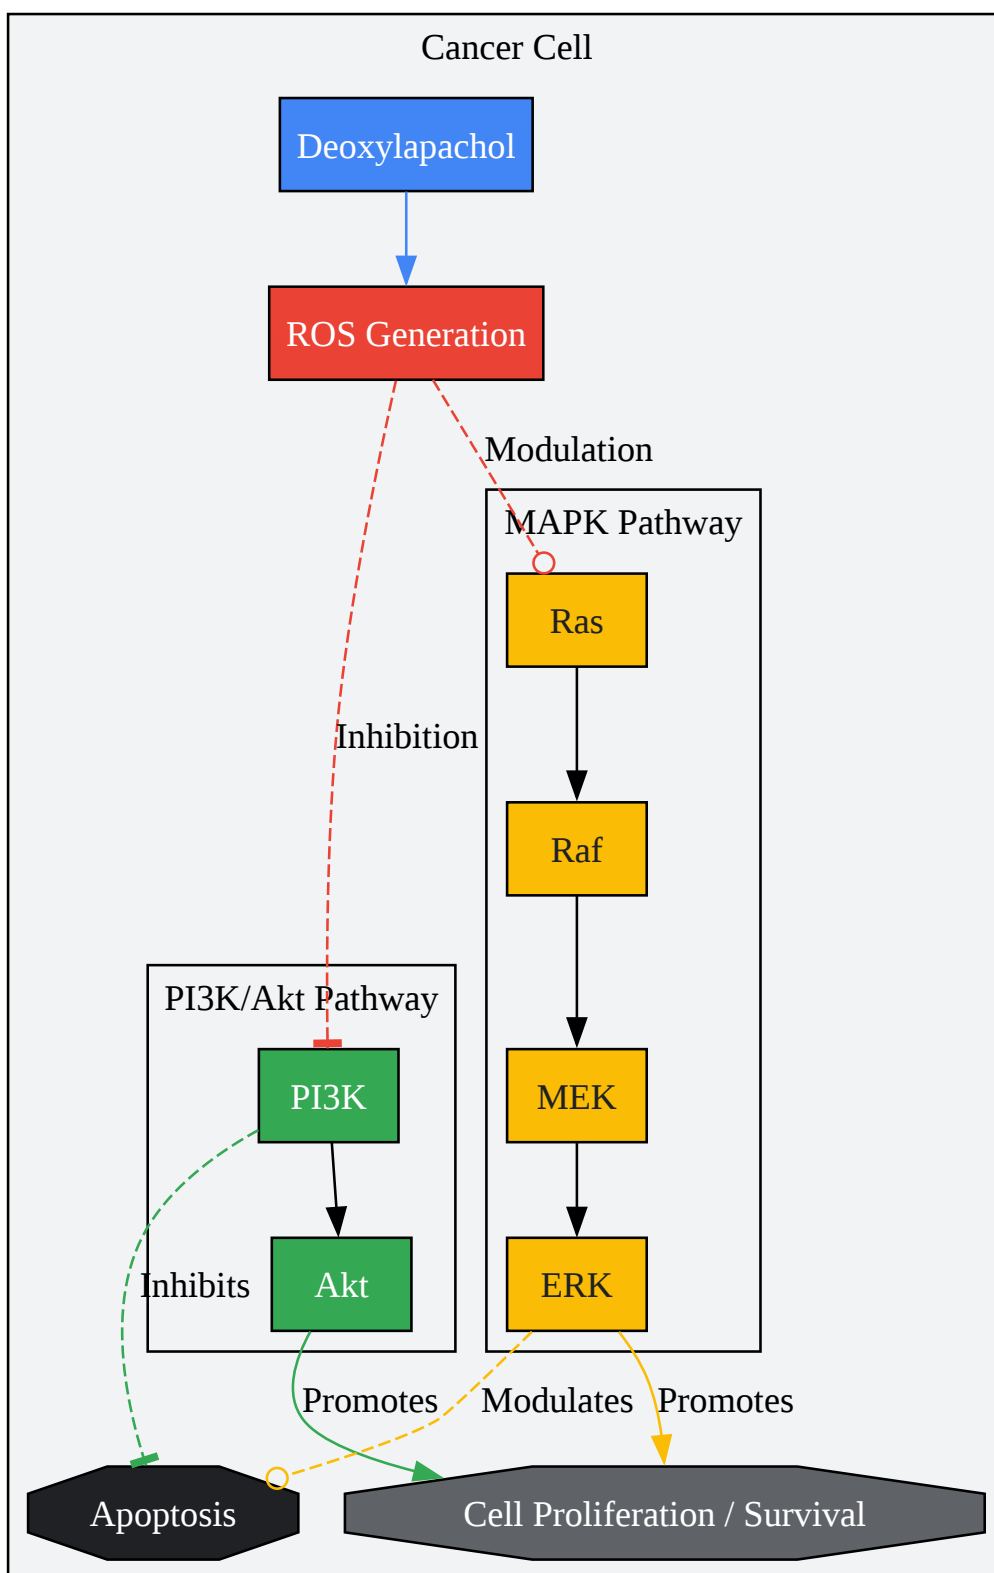 Cancer Cell
Deoxylapachol
ROS Generation
Modulation
MAPK Pathway
Ras
Inhibition
Raf
PI3K/Akt Pathway
PI3K
MEK
Inhibits
Akt
ERK
Promotes
Modulates
Promotes
Apoptosis
Cell Proliferation / Survival